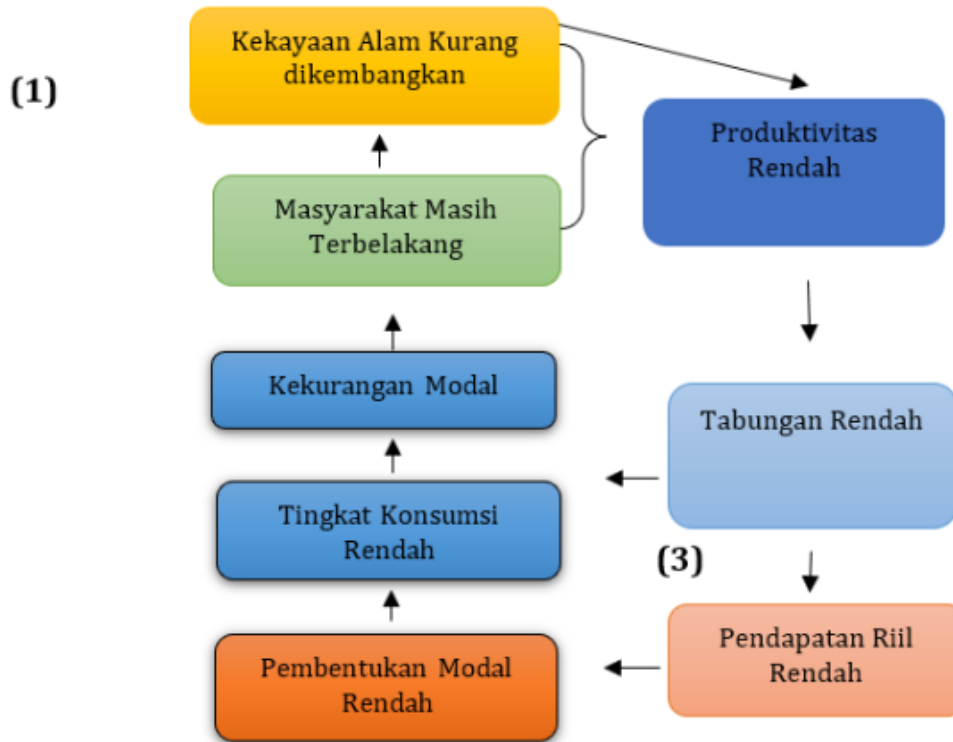 Kekayaan Alam Kurang
dikembangkan
(1)
Produktivitas
Rendah
Masyarakat Masih
Terbelakang
Kekurangan Modal
Tabungan Rendah
Tingkat Konsumsi
Rendah
(3)
Pendapatan Riil
Rendah
Pembentukan Modal
Rendah